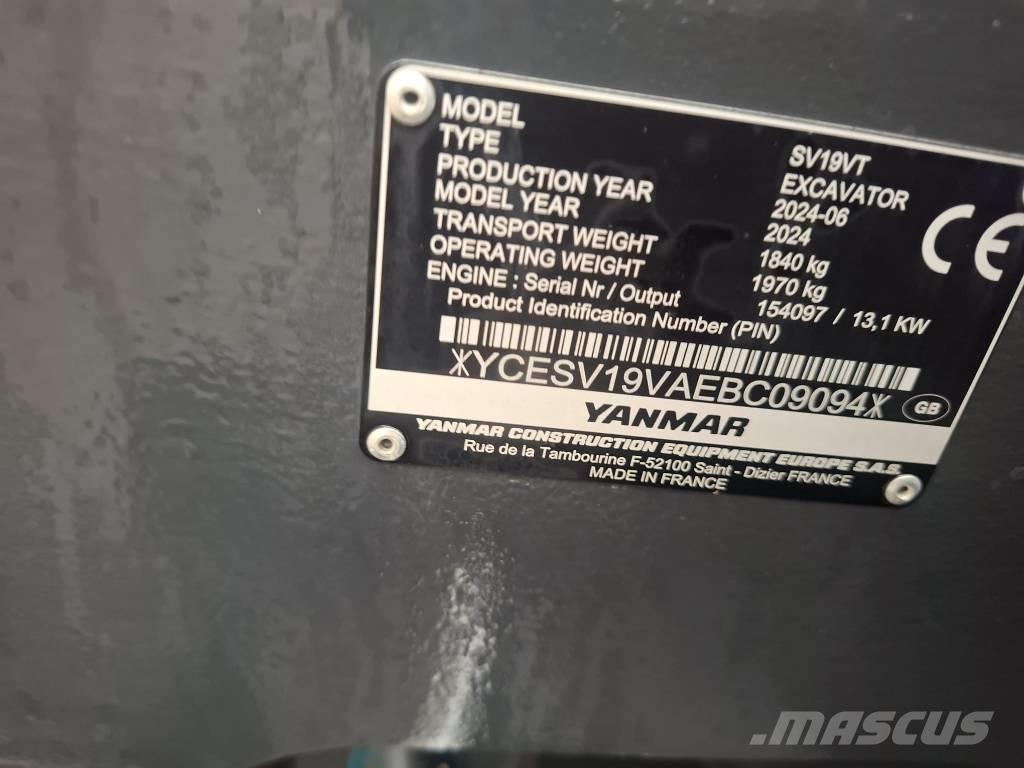 MODEL SV19VT
TYPE EXCAVATOR
PRODUCTION YEAR 2024-06
MODEL YEAR 2024
TRANSPORT WEIGHT 1840 kg
OPERATING WEIGHT 1970 kg
ENGINE : Serial Nr / Output 154097 / 13,1 KW
Product Identification Number (PIN)
CE
*YCESV19VAEBC09094*
GB
YANMAR
YANMAR CONSTRUCTION EQUIPMENT EUROPE S.A.S.
Rue de la Tambourine F-52100 Saint - Dizier FRANCE
MADE IN FRANCE
MASCUS